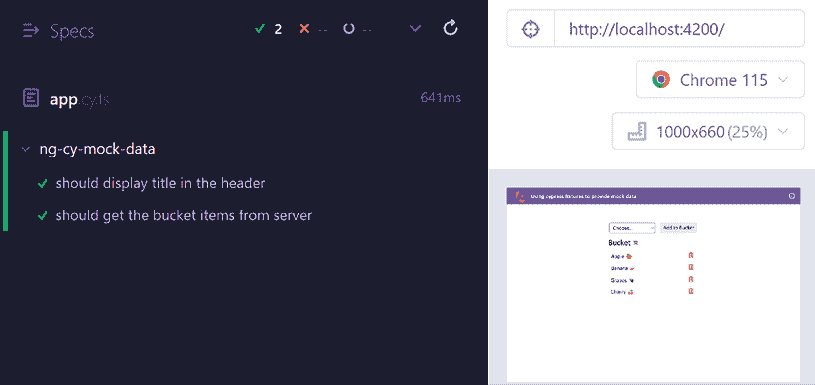 Specs
2 -- --
app.cy.ts
641ms
ng-cy-mock-data
should display title in the header
should get the bucket items from server
http://localhost:4200/
Chrome 115
1000x660 (25%)
Using cypress fixtures to provide mock data
Choose...
Add to Bucket
Bucket
Apple
Banana
Grapes
Cherry